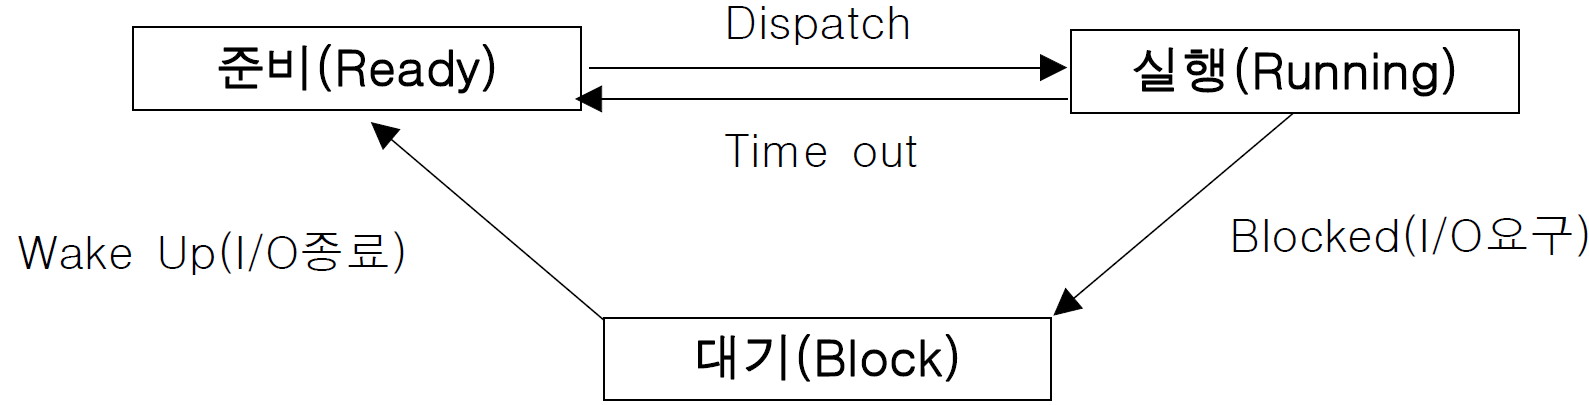 Dispatch
준비(Ready)
실행(Running)
Time out
Wake Up(I/O종료)
Blocked(I/O요구)
대기(Block)